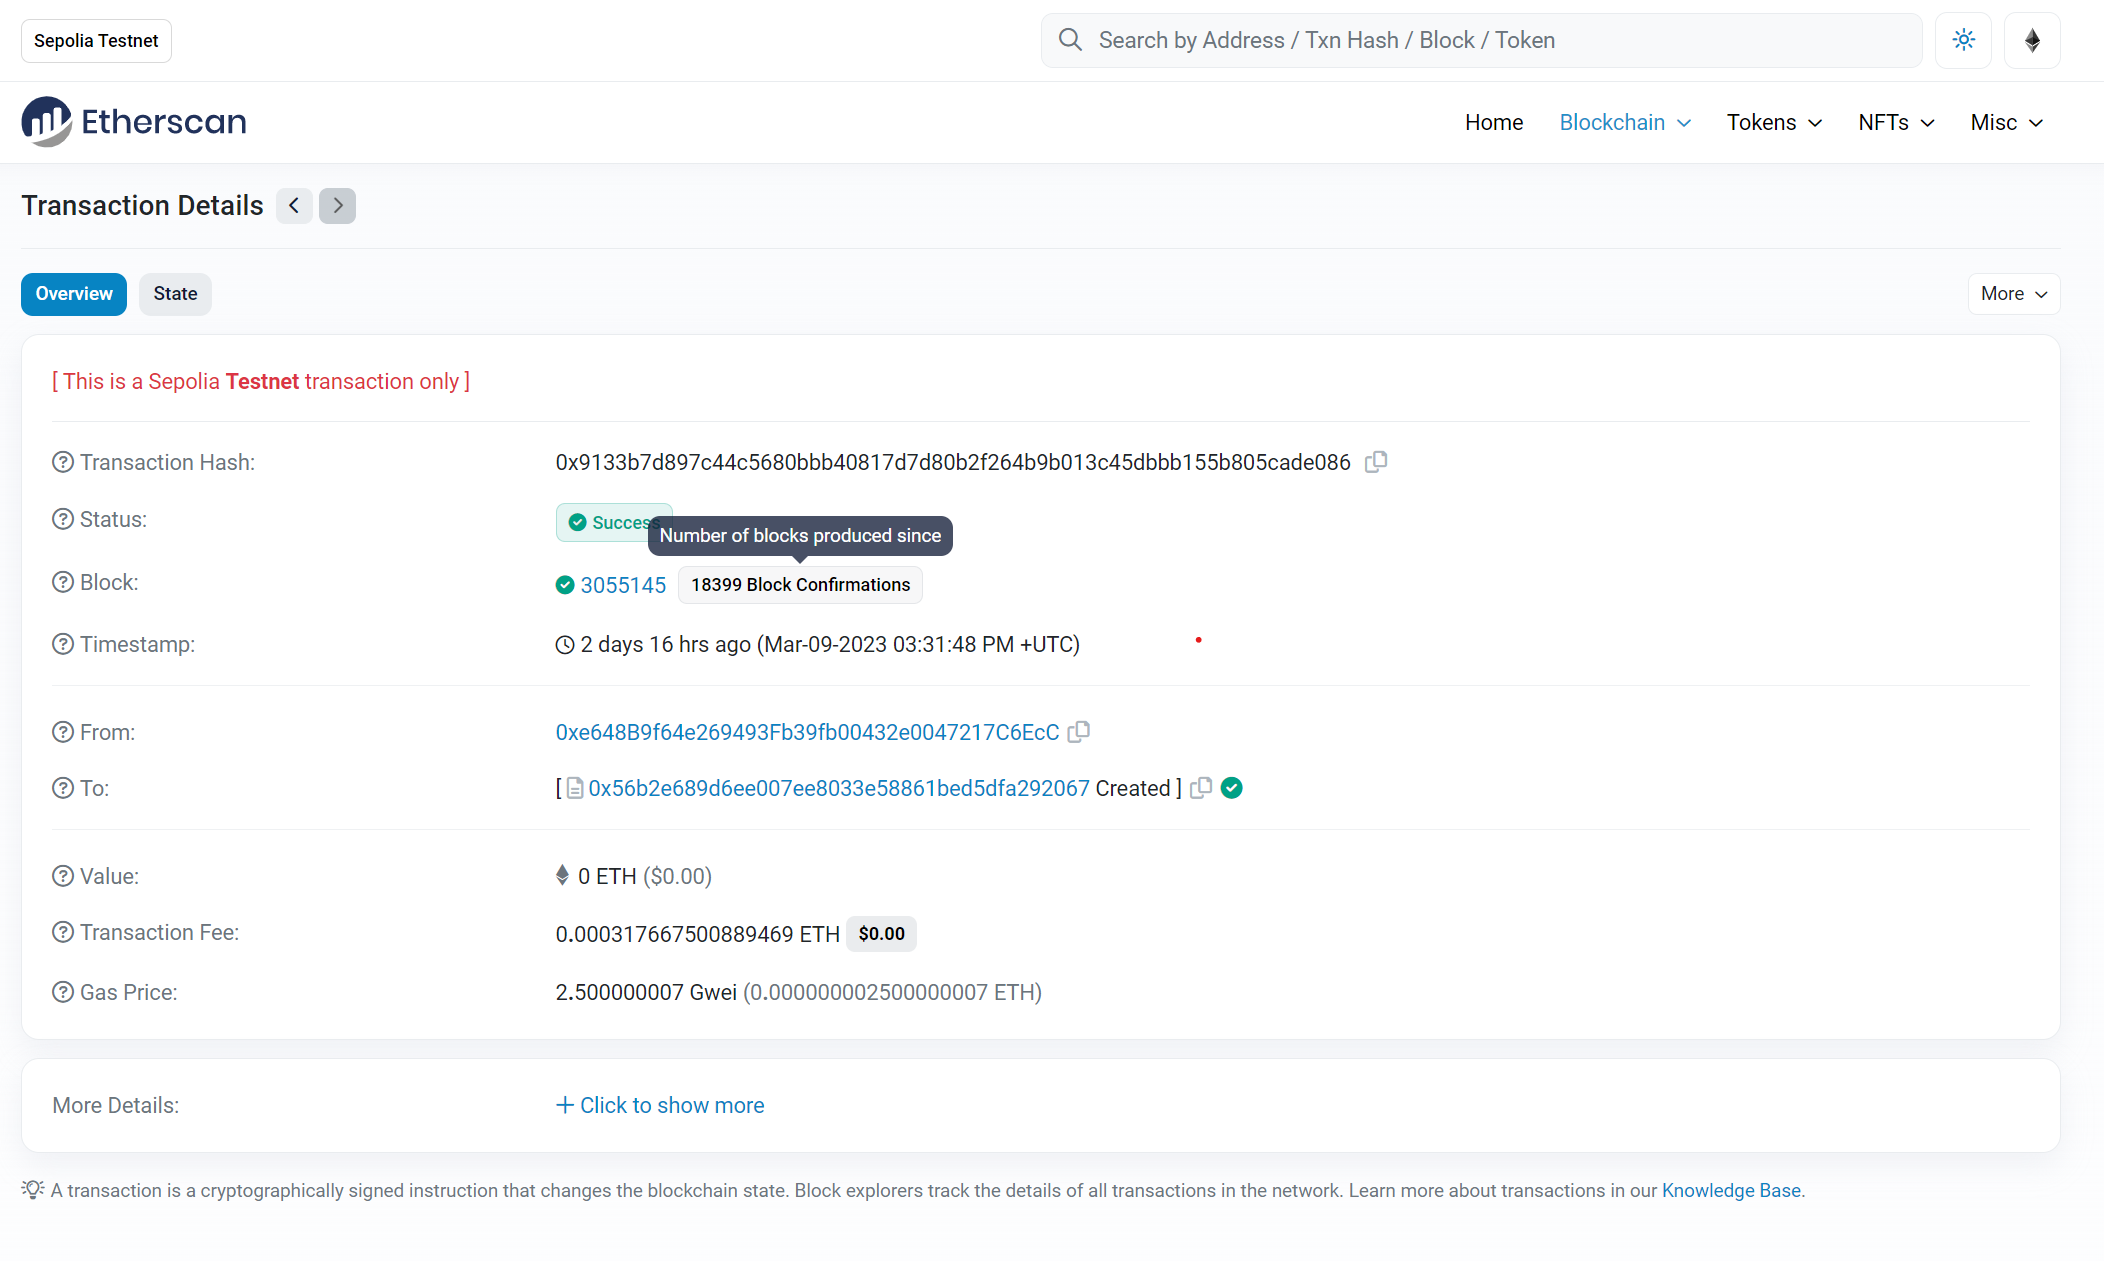 Sepolia Testnet
Search by Address / Txn Hash / Block / Token
Etherscan
Home Blockchain Tokens NFTs Misc
Transaction Details
Overview State More
[ This is a Sepolia Testnet transaction only ]
Transaction Hash: 0x9133b7d897c44c5680bbb40817d7d80b2f264b9b013c45dbbb155b805cade086
Status: Success
Number of blocks produced since
Block: 3055145 18399 Block Confirmations
Timestamp: 2 days 16 hrs ago (Mar-09-2023 03:31:48 PM +UTC)
From: 0xe648B9f64e269493Fb39fb00432e0047217C6EcC
To: [ 0x56b2e689d6ee007ee8033e58861bed5dfa292067 Created ]
Value: 0 ETH ($0.00)
Transaction Fee: 0.000317667500889469 ETH $0.00
Gas Price: 2.500000007 Gwei (0.000000002500000007 ETH)
More Details: + Click to show more
A transaction is a cryptographically signed instruction that changes the blockchain state. Block explorers track the details of all transactions in the network. Learn more about transactions in our Knowledge Base.